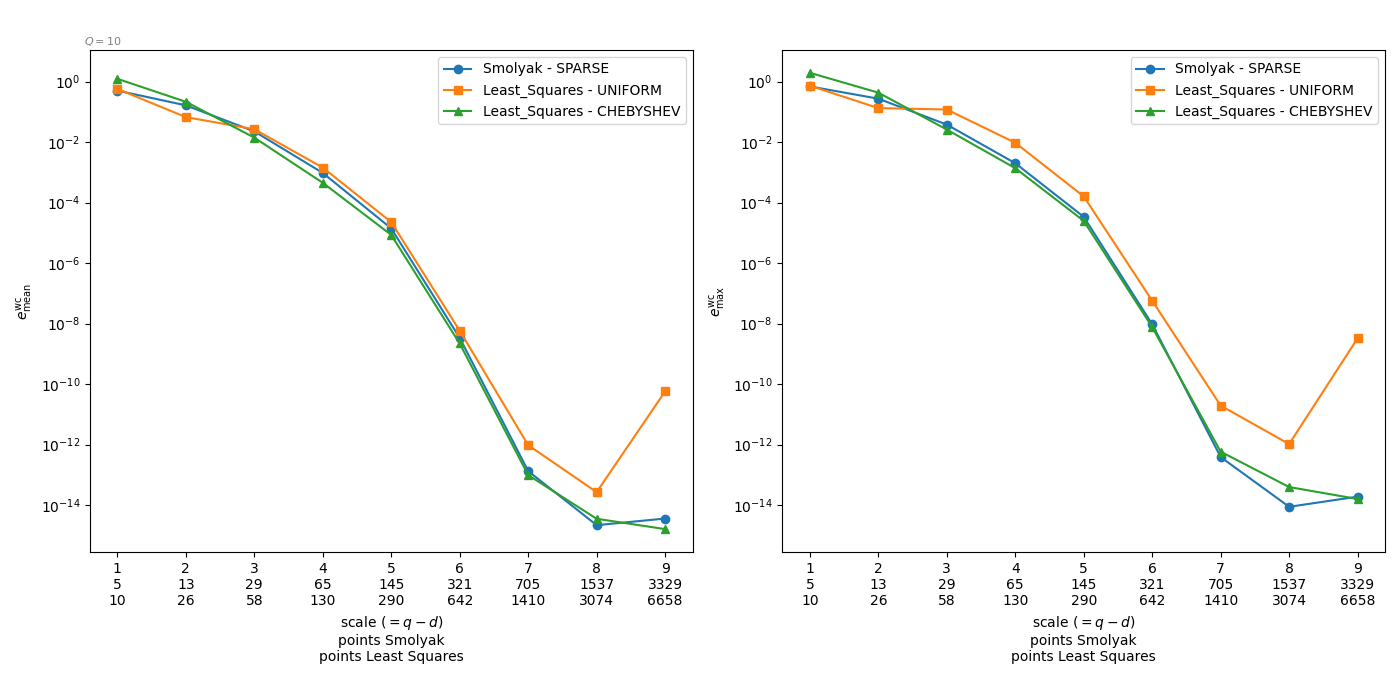 Q = 10
Smolyak - SPARSE
Least_Squares - UNIFORM
Least_Squares - CHEBYSHEV
10^0
10^-2
10^-4
10^-6
10^-8
10^-10
10^-12
10^-14
e^wc_mean
1 2 3 4 5 6 7 8 9
5 13 29 65 145 321 705 1537 3329
10 26 58 130 290 642 1410 3074 6658
scale (= q − d)
points Smolyak
points Least Squares
Smolyak - SPARSE
Least_Squares - UNIFORM
Least_Squares - CHEBYSHEV
10^0
10^-2
10^-4
10^-6
10^-8
10^-10
10^-12
10^-14
e^wc_max
1 2 3 4 5 6 7 8 9
5 13 29 65 145 321 705 1537 3329
10 26 58 130 290 642 1410 3074 6658
scale (= q − d)
points Smolyak
points Least Squares